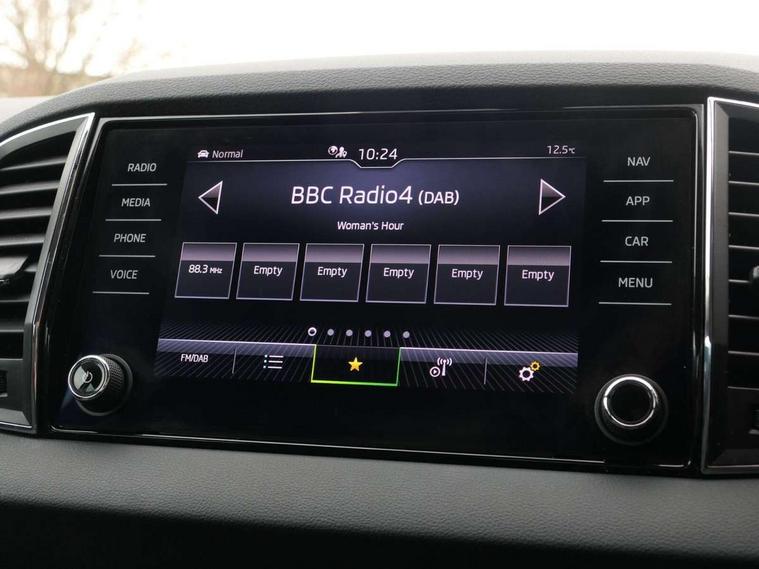 Normal 10:24 12.5°C
RADIO
MEDIA
PHONE
VOICE
BBC Radio4 (DAB)
Woman's Hour
88.3 MHz Empty Empty Empty Empty Empty
FM/DAB
NAV
APP
CAR
MENU